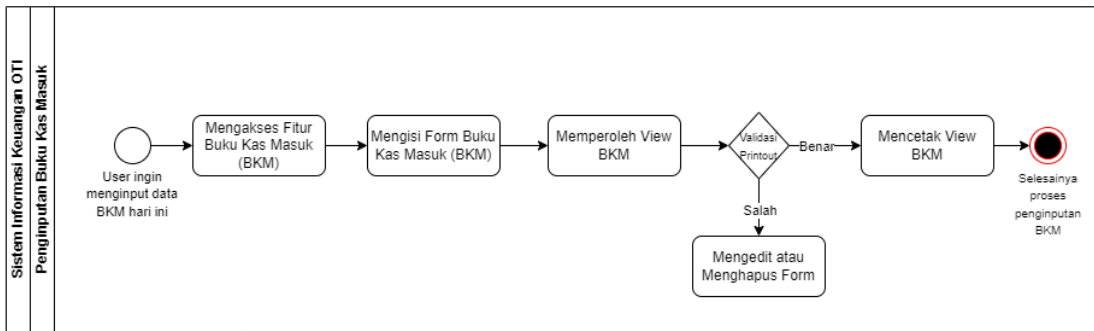 Sistem Informasi Keuangan OTI
Penginputan Buku Kas Masuk
User ingin
menginput data
BKM hari ini
Mengakses Fitur
Buku Kas Masuk
(BKM)
Mengisi Form Buku
Kas Masuk (BKM)
Memperoleh View
BKM
Validasi
Printout
Benar
Mencetak View
BKM
Selesainya
proses
penginputan
BKM
Salah
Mengedit atau
Menghapus Form